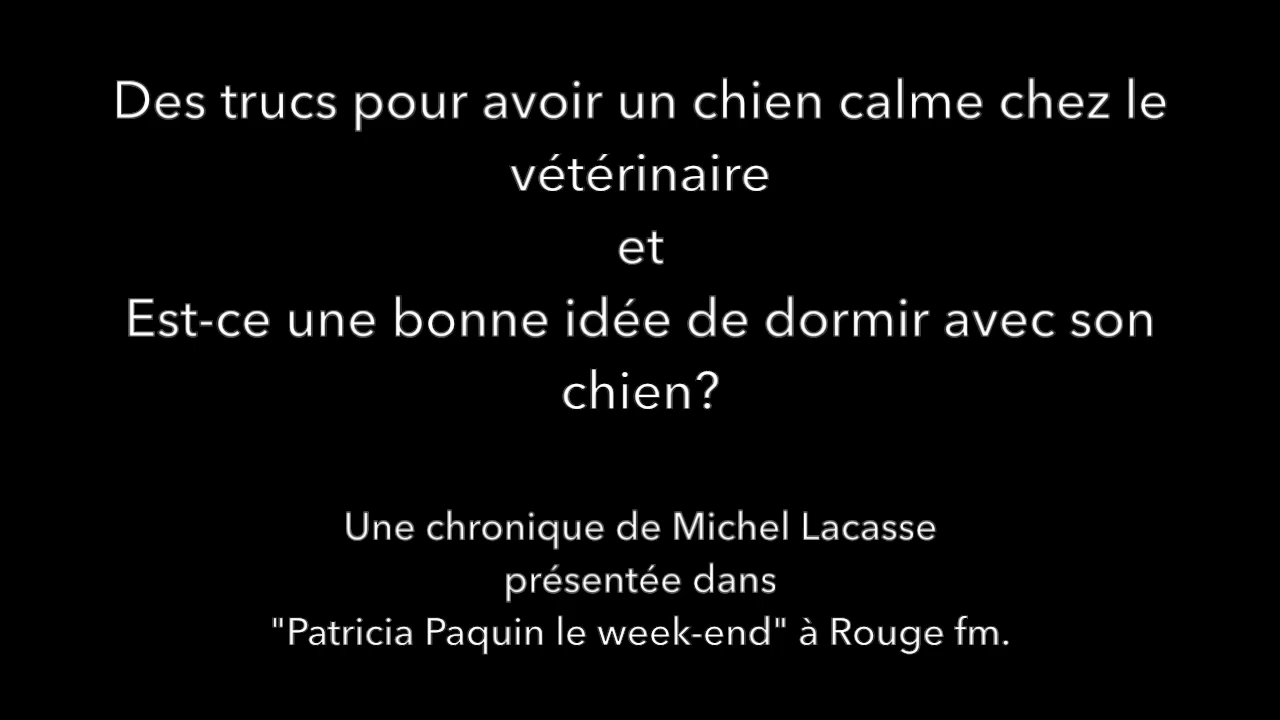 Des trucs pour avoir un chien calme chez le
vétérinaire
et
Est-ce une bonne idée de dormir avec son
chien?
Une chronique de Michel Lacasse
présentée dans
"Patricia Paquin le week-end" à Rouge fm.